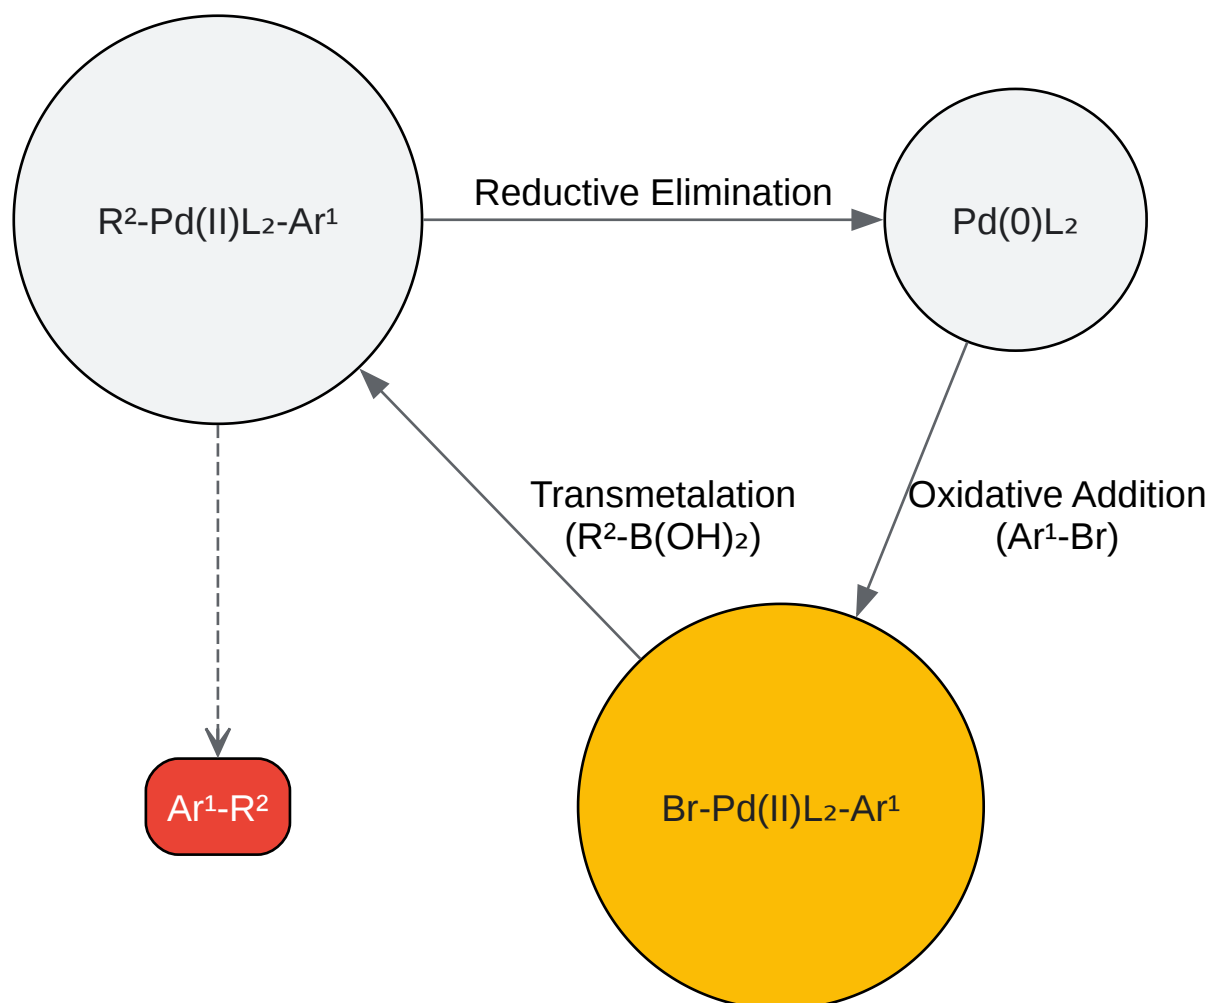 Reductive Elimination
R²-Pd(II)L₂-Ar¹
Pd(0)L₂
Transmetalation
(R²-B(OH)₂)
Oxidative Addition
(Ar¹-Br)
Ar¹-R²
Br-Pd(II)L₂-Ar¹